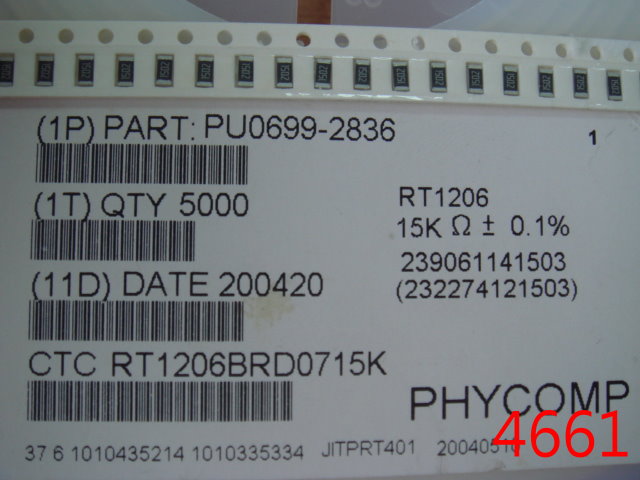 (1P) PART: PU0699-2836
1
(1T) QTY 5000
RT1206
15K Ω ± 0.1%
239061141503
(232274121503)
(11D) DATE 200420
CTC RT1206BRD0715K
PHYCOMP
4661
37 6 1010435214 1010335334 JITPRT401